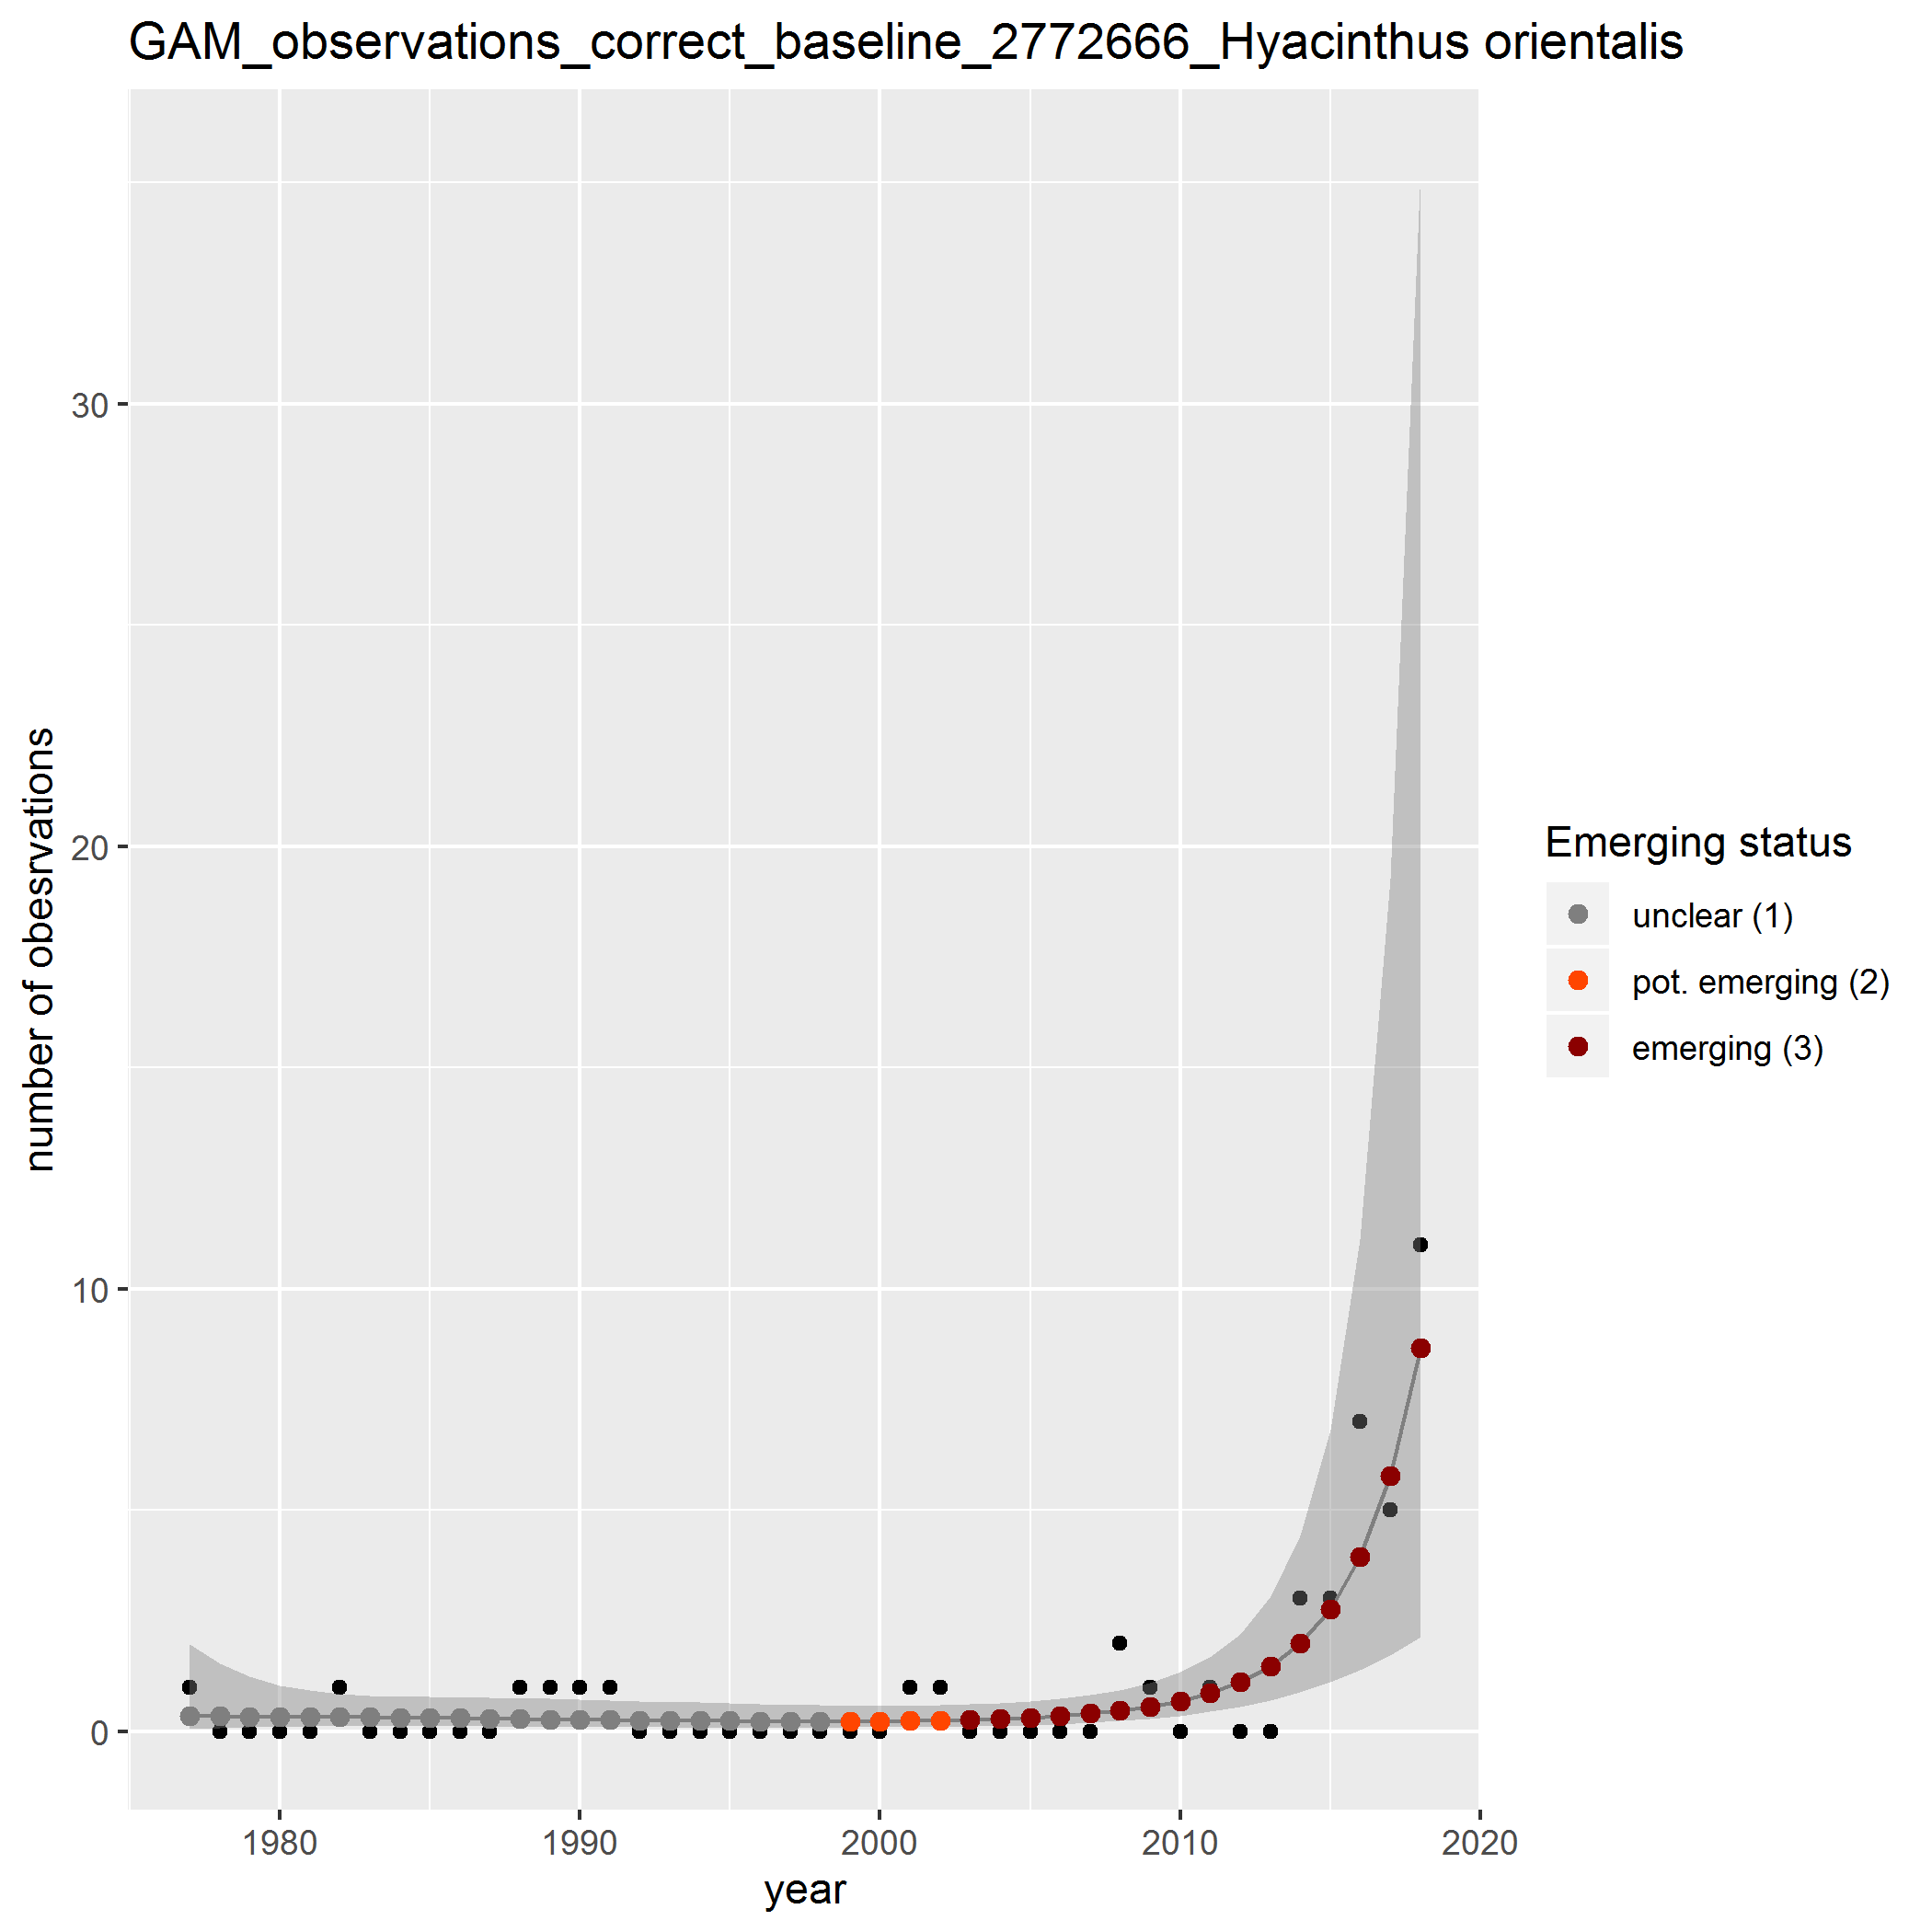 GAM_observations_correct_baseline_2772666_Hyacinthus orientalis
number of obesrvations
30
20
10
0
1980
1990
2000
2010
2020
year
Emerging status
unclear (1)
pot. emerging (2)
emerging (3)